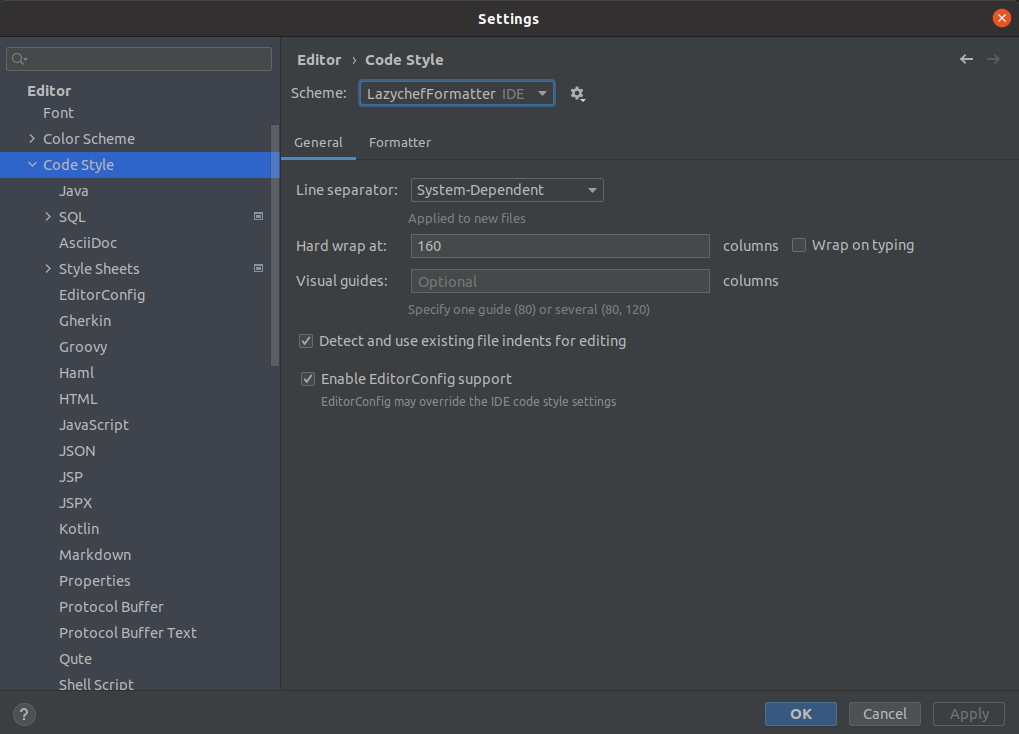 Settings
Editor
Font
Color Scheme
Code Style
Java
SQL
AsciiDoc
Style Sheets
EditorConfig
Gherkin
Groovy
Haml
HTML
JavaScript
JSON
JSP
JSPX
Kotlin
Markdown
Properties
Protocol Buffer
Protocol Buffer Text
Qute
Shell Script
Editor › Code Style
Scheme: LazychefFormatter IDE
General Formatter
Line separator: System-Dependent
Applied to new files
Hard wrap at: 160 columns Wrap on typing
Visual guides: Optional columns
Specify one guide (80) or several (80, 120)
Detect and use existing file indents for editing
Enable EditorConfig support
EditorConfig may override the IDE code style settings
? OK Cancel Apply